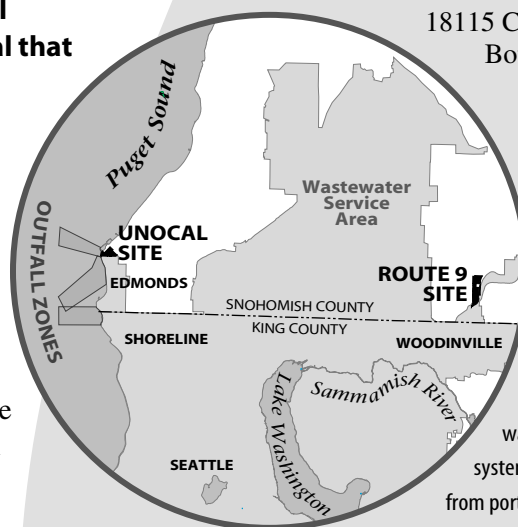 al that
18115 C
Bo
Puget Sound
Wastewater
Service
Area
OUTFALL ZONES
UNOCAL
SITE
EDMONDS
ROUTE 9
SITE
SNOHOMISH COUNTY
KING COUNTY
SHORELINE
WOODINVILLE
Lake Washington
Sammamish River
SEATTLE
e
w
system
from port